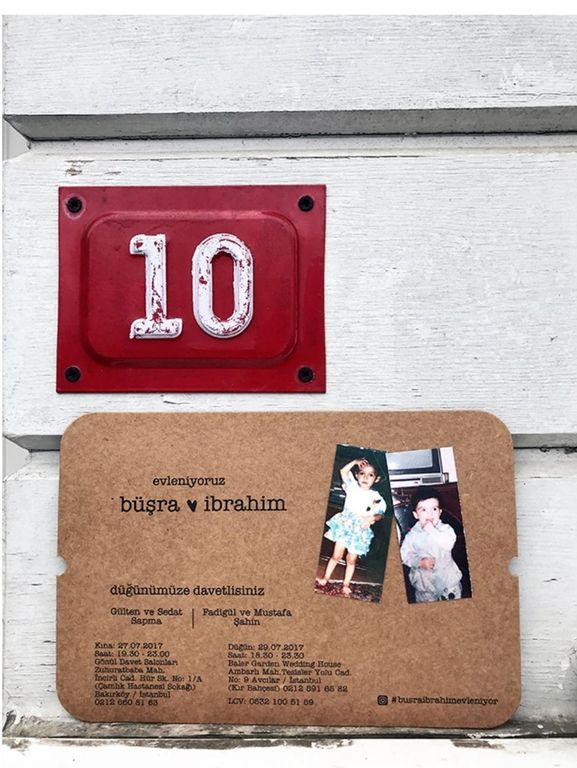 10
evleniyoruz
büşra ♥ ibrahim
düğünümüze davetlisiniz
Gülten ve Sedat
Sapma
Fadigül ve Mustafa
Şahin
Kına: 27.07.2017
Saat: 19.30 - 23.00
Gönül Davet Salonları
Zuhuratbaba Mah.
İncirli Cad. Hür Sk. No: 1/A
(Çamlık Hastanesi Sokağı)
Bakırköy / İstanbul
0212 660 81 63
Düğün: 29.07.2017
Saat: 18.30 - 23.30
Baler Garden Wedding House
Ambarlı Mah.Tesisler Yolu Cad.
No: 9 Avcılar / İstanbul
(Kır Bahçesi) 0212 591 65 82
LCV: 0532 100 51 59
#busraibrahimevleniyor